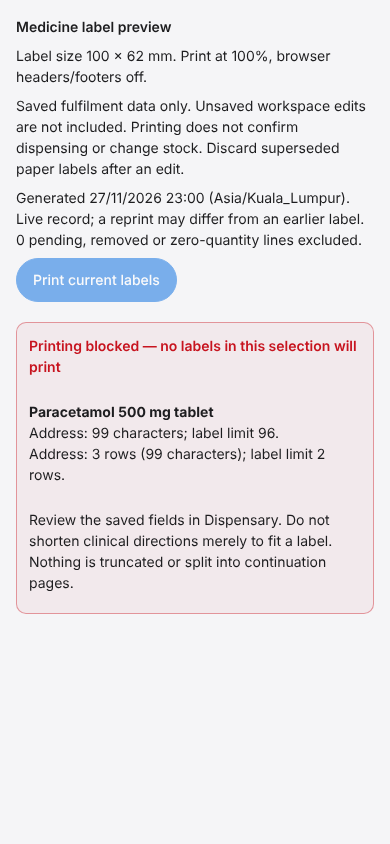 Medicine label preview
Label size 100 × 62 mm. Print at 100%, browser
headers/footers off.
Saved fulfilment data only. Unsaved workspace edits
are not included. Printing does not confirm
dispensing or change stock. Discard superseded
paper labels after an edit.
Generated 27/11/2026 23:00 (Asia/Kuala_Lumpur).
Live record; a reprint may differ from an earlier label.
0 pending, removed or zero-quantity lines excluded.
Print current labels
Printing blocked — no labels in this selection will
print
Paracetamol 500 mg tablet
Address: 99 characters; label limit 96.
Address: 3 rows (99 characters); label limit 2
rows.
Review the saved fields in Dispensary. Do not
shorten clinical directions merely to fit a label.
Nothing is truncated or split into continuation
pages.